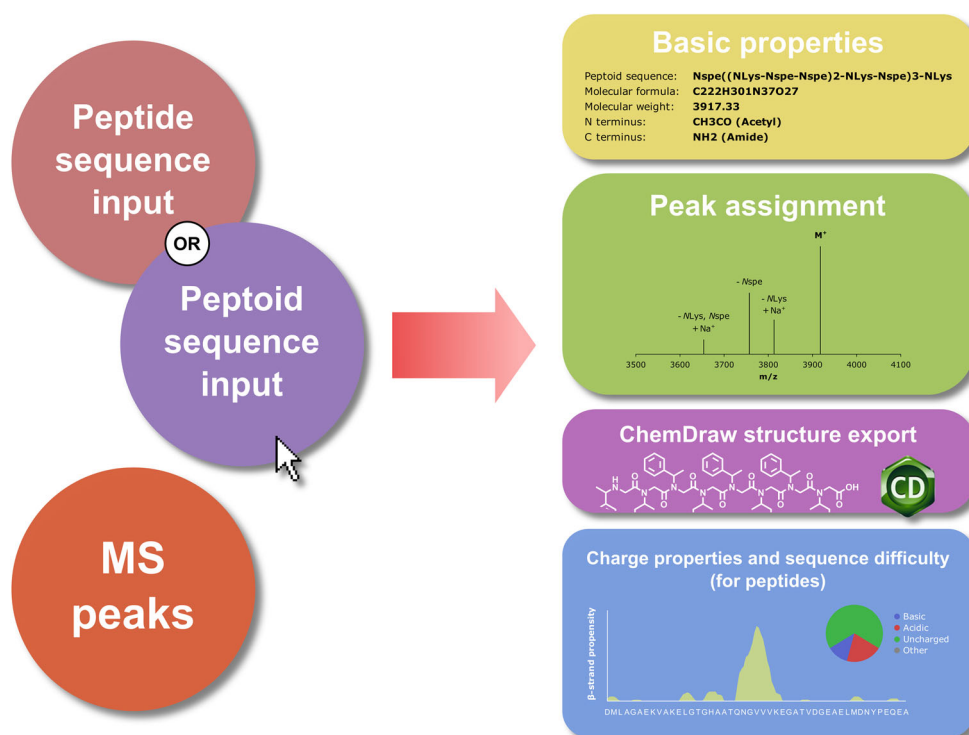 Peptide
sequence
input
OR
Peptoid
sequence
input
MS
peaks
Basic properties
Peptoid sequence: Nspe((NLys-Nspe-Nspe)2-NLys-Nspe)3-NLys
Molecular formula: C222H301N37O27
Molecular weight: 3917.33
N terminus: CH3CO (Acetyl)
C terminus: NH2 (Amide)
Peak assignment
M⁺
- Nspe
- NLys
+ Na⁺
- NLys, Nspe
+ Na⁺
3500 3600 3700 3800 3900 4000 4100
m/z
ChemDraw structure export
H
N
O
O
N
N
O
O
N
N
O
O
N
N
O
O
N
OH
CD
Charge properties and sequence difficulty
(for peptides)
Basic
Acidic
Uncharged
Other
β-strand propensity
DMLAGAEKVAKELGTGHAATQNGVVVKEGATVDGEAELMDNYPEQEA